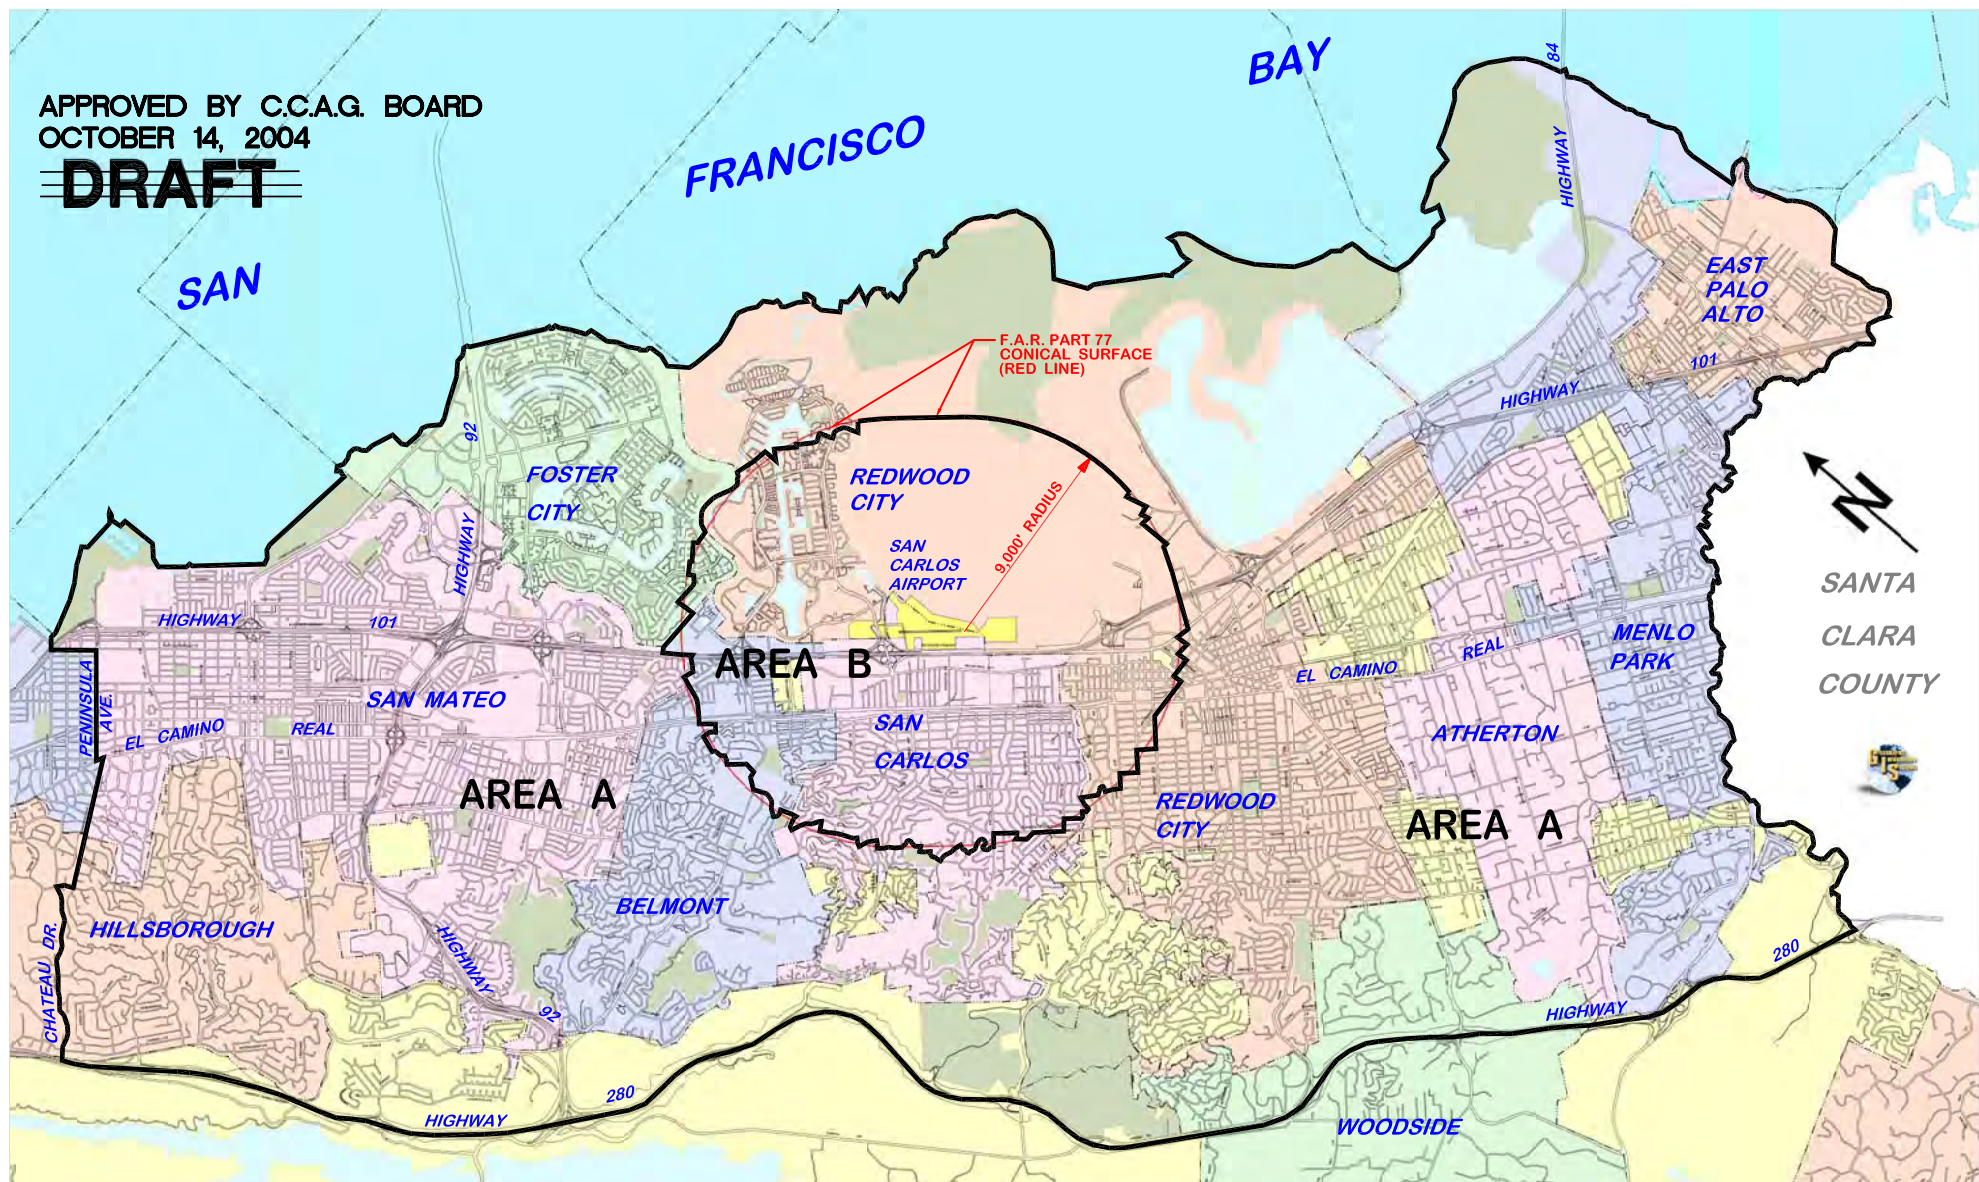 APPROVED BY C.C.A.G. BOARD
OCTOBER 14, 2004
DRAFT
SAN
FRANCISCO
BAY
84
HIGHWAY
EAST
PALO
ALTO
101
HIGHWAY
F.A.R. PART 77
CONICAL SURFACE
(RED LINE)
92
HIGHWAY
FOSTER
CITY
REDWOOD
CITY
9,000' RADIUS
SAN
CARLOS
AIRPORT
N
SANTA
CLARA
COUNTY
HIGHWAY
101
PENINSULA
AVE.
SAN MATEO
EL CAMINO
REAL
AREA B
SAN
CARLOS
EL CAMINO
REAL
MENLO
PARK
ATHERTON
GIS
AREA A
REDWOOD
CITY
AREA A
HILLSBOROUGH
BELMONT
CHATEAU DR.
HIGHWAY
92
HIGHWAY
280
HIGHWAY
280
WOODSIDE